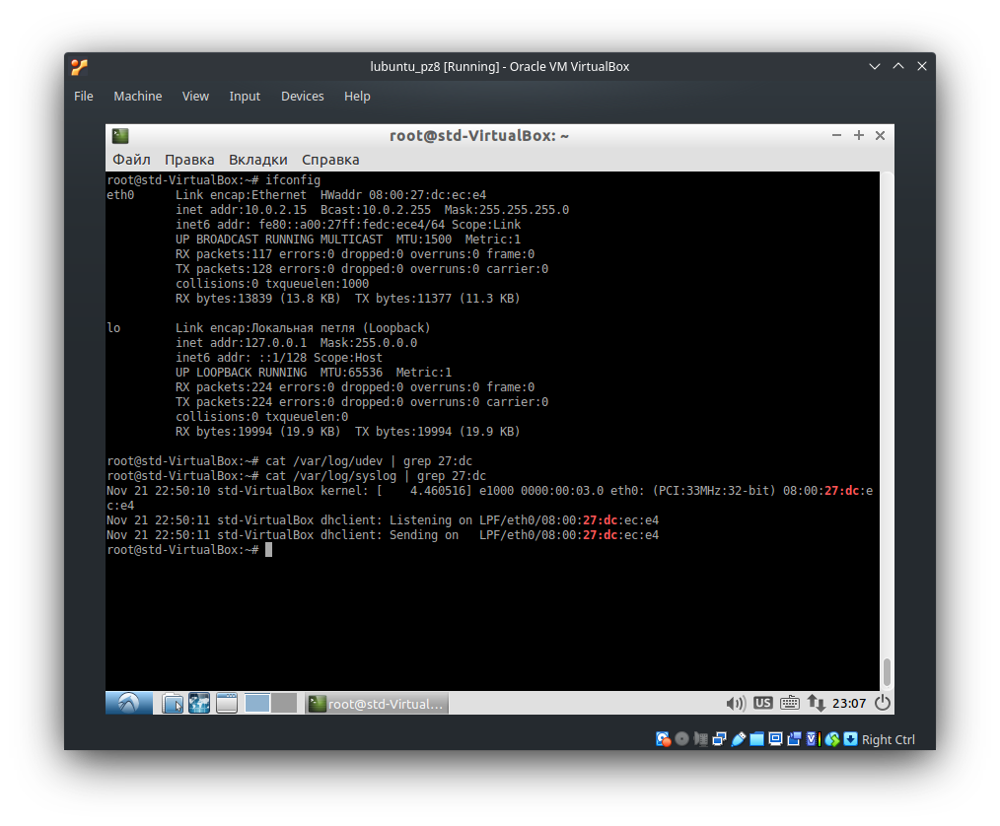 lubuntu_pz8 [Running] - Oracle VM VirtualBox
File Machine View Input Devices Help
root@std-VirtualBox: ~
Файл Правка Вкладки Справка
root@std-VirtualBox:~# ifconfig
eth0      Link encap:Ethernet  HWaddr 08:00:27:dc:ec:e4
          inet addr:10.0.2.15  Bcast:10.0.2.255  Mask:255.255.255.0
          inet6 addr: fe80::a00:27ff:fedc:ece4/64 Scope:Link
          UP BROADCAST RUNNING MULTICAST  MTU:1500  Metric:1
          RX packets:117 errors:0 dropped:0 overruns:0 frame:0
          TX packets:128 errors:0 dropped:0 overruns:0 carrier:0
          collisions:0 txqueuelen:1000
          RX bytes:13839 (13.8 KB)  TX bytes:11377 (11.3 KB)
lo        Link encap:Локальная петля (Loopback)
          inet addr:127.0.0.1  Mask:255.0.0.0
          inet6 addr: ::1/128 Scope:Host
          UP LOOPBACK RUNNING  MTU:65536  Metric:1
          RX packets:224 errors:0 dropped:0 overruns:0 frame:0
          TX packets:224 errors:0 dropped:0 overruns:0 carrier:0
          collisions:0 txqueuelen:0
          RX bytes:19994 (19.9 KB)  TX bytes:19994 (19.9 KB)
root@std-VirtualBox:~# cat /var/log/udev | grep 27:dc
root@std-VirtualBox:~# cat /var/log/syslog | grep 27:dc
Nov 21 22:50:10 std-VirtualBox kernel: [    4.460516] e1000 0000:00:03.0 eth0: (PCI:33MHz:32-bit) 08:00:27:dc:e
c:e4
Nov 21 22:50:11 std-VirtualBox dhclient: Listening on LPF/eth0/08:00:27:dc:ec:e4
Nov 21 22:50:11 std-VirtualBox dhclient: Sending on   LPF/eth0/08:00:27:dc:ec:e4
root@std-VirtualBox:~#
root@std-Virtual... US 23:07
Right Ctrl